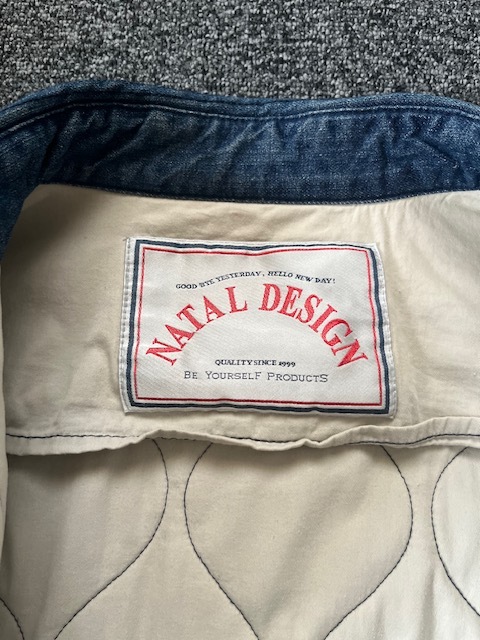 GOOD BYE YESTERDAY, HELLO NEW DAY!
NATAL DESIGN
QUALITY SINCE 1999
BE YOURSELF PRODUCTS